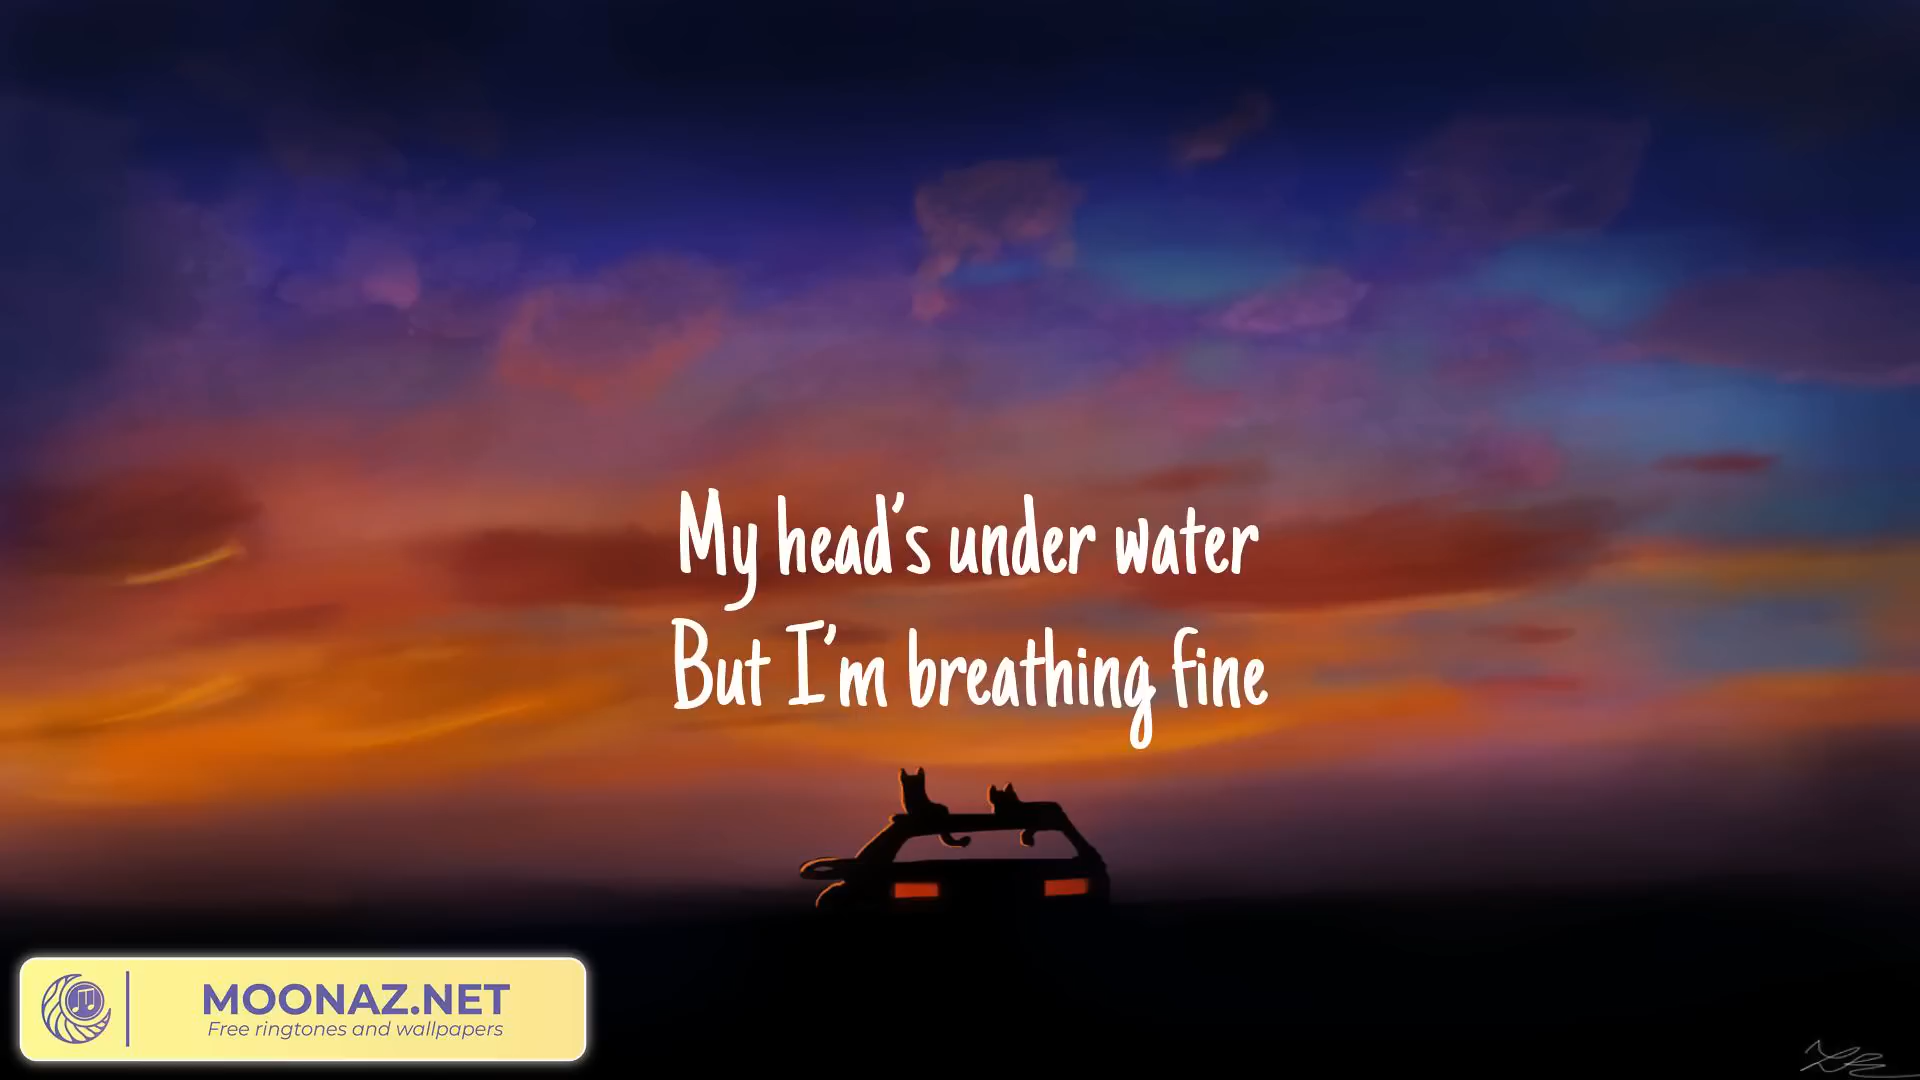 My head's under water
But I'm breathing fine
MOONAZ.NET
Free ringtones and wallpapers